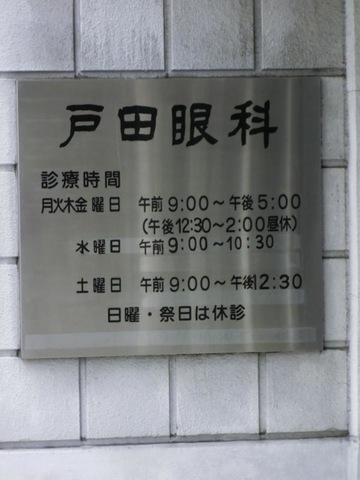 戸田眼科
診療時間
月火木金曜日 午前9:00～午後5:00
(午後12:30～2:00昼休)
水曜日 午前9:00～10:30
土曜日 午前9:00～午後12:30
日曜・祭日は休診